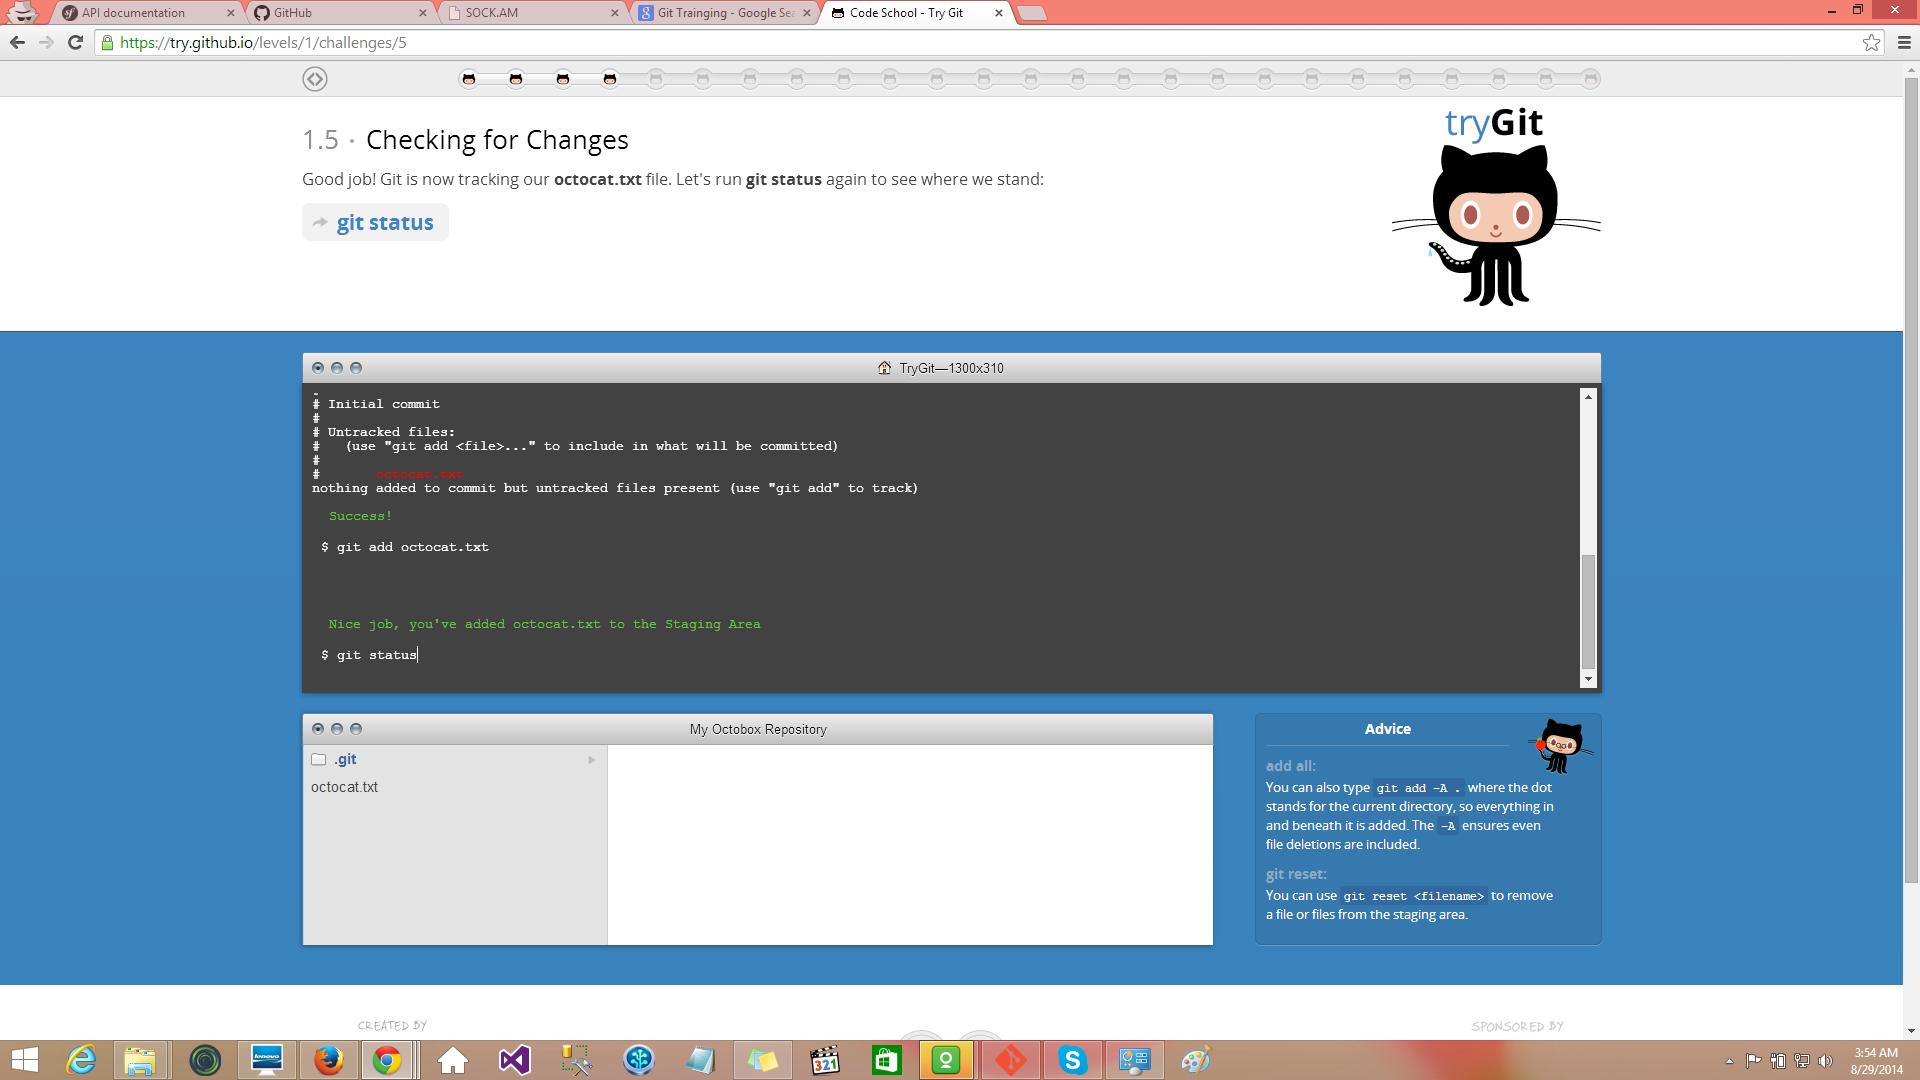 API documentation
GitHub
SOCK.AM
Git Trainging - Google Sea
Code School - Try Git
https://try.github.io/levels/1/challenges/5
tryGit
1.5 · Checking for Changes
Good job! Git is now tracking our octocat.txt file. Let's run git status again to see where we stand:
git status
TryGit—1300x310
# Initial commit
#
# Untracked files:
#   (use "git add <file>..." to include in what will be committed)
#
#       octocat.txt
nothing added to commit but untracked files present (use "git add" to track)
Success!
$ git add octocat.txt
Nice job, you've added octocat.txt to the Staging Area
$ git status
My Octobox Repository
.git
octocat.txt
Advice
add all:
You can also type git add -A . where the dot
stands for the current directory, so everything in
and beneath it is added. The -A ensures even
file deletions are included.
git reset:
You can use git reset <filename> to remove
a file or files from the staging area.
CREATED BY
SPONSORED BY
lenovo
321
3:54 AM
8/29/2014